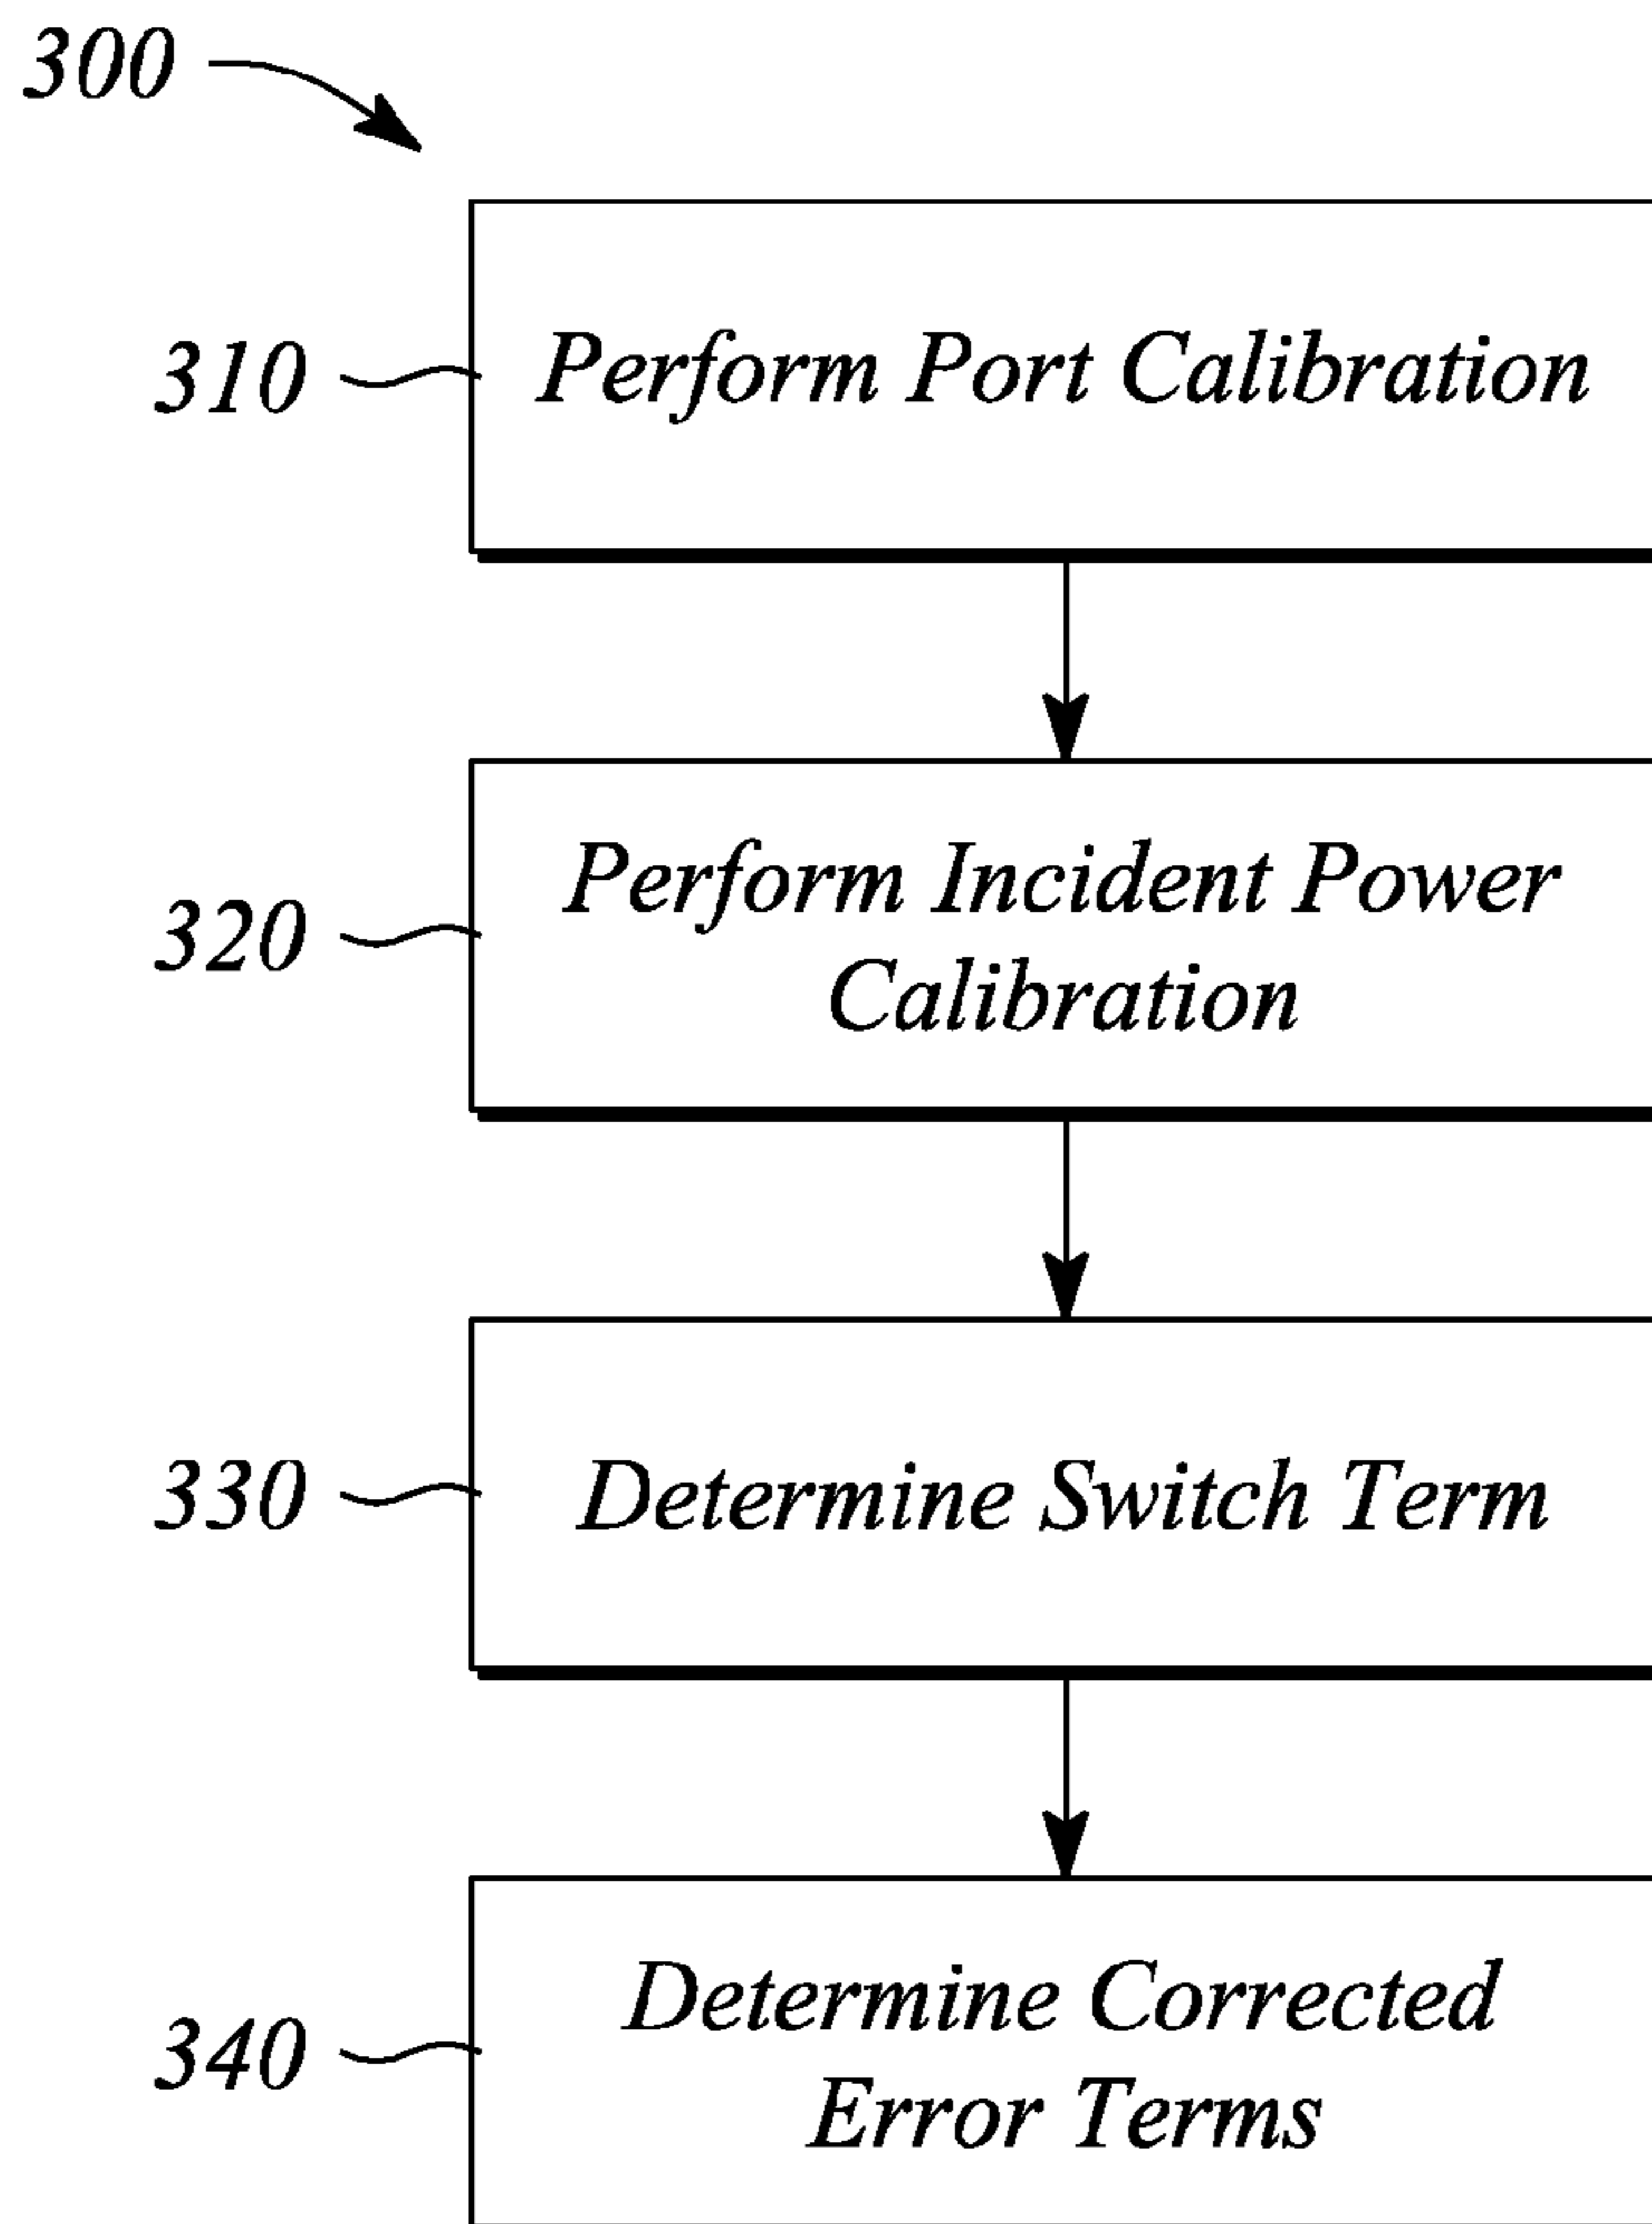 300
310
Perform Port Calibration
320
Perform Incident Power
Calibration
330
Determine Switch Term
340
Determine Corrected
Error Terms